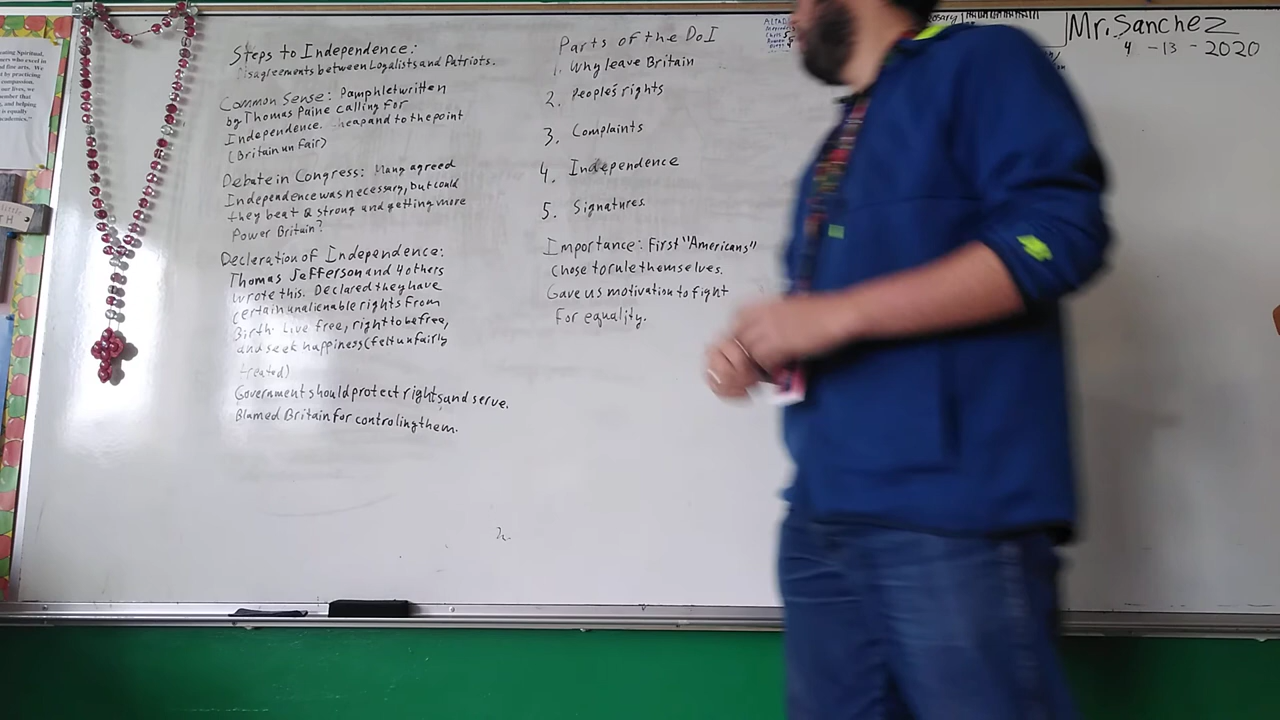 Steps to Independence:
Disagreements between Loyalists and Patriots.
Common Sense: Pamphlet written
by Thomas Paine calling for
Independence. cheap and to the point
(Britain unfair)
Debate in Congress: Many agreed
Independence was necessary, but could
they beat a strong and getting more
Power Britain?
Declaration of Independence:
Thomas Jefferson and 4 others
wrote this. Declared they have
certain unalienable rights From
Birth. Live free, right to be free,
and seek happiness (felt unfairly
treated)
Government should protect rights and serve.
Blamed Britain for controling them.
Parts of the DoI
1. Why leave Britain
2. People's rights
3. Complaints
4. Independence
5. Signatures
Importance: First "Americans"
chose to rule themselves.
Gave us motivation to fight
For equality.
Mr. Sanchez
4-13-2020